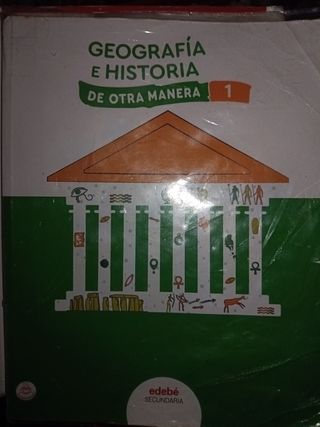 GEOGRAFÍA
E HISTORIA
DE OTRA MANERA 1
edebé
SECUNDARIA